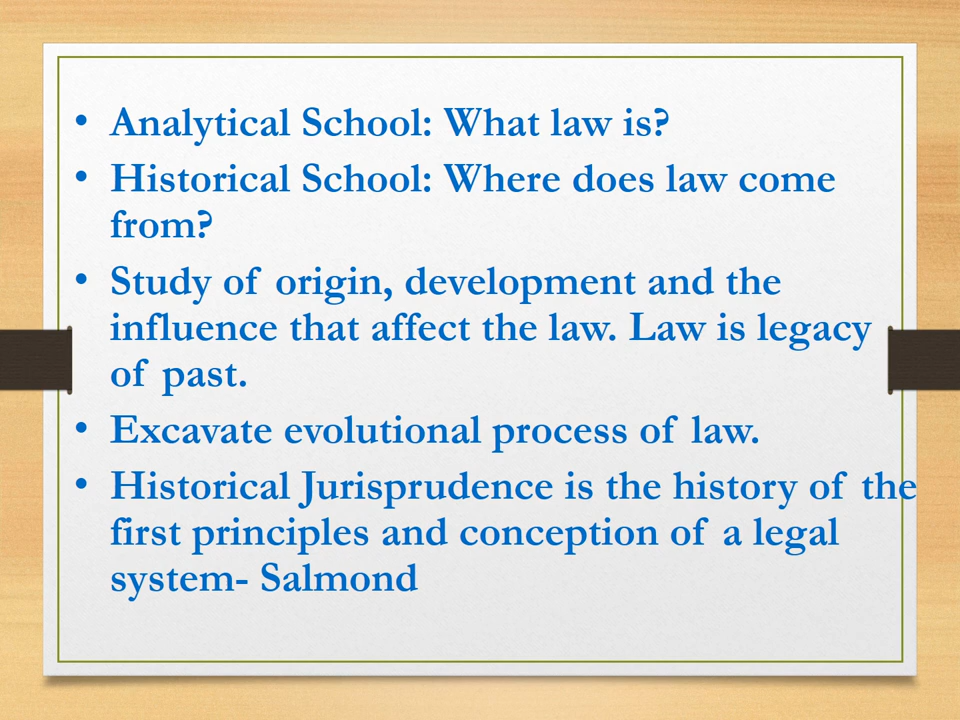 • Analytical School: What law is?
• Historical School: Where does law come
from?
• Study of origin, development and the
influence that affect the law. Law is legacy
of past.
• Excavate evolutional process of law.
• Historical Jurisprudence is the history of the
first principles and conception of a legal
system- Salmond